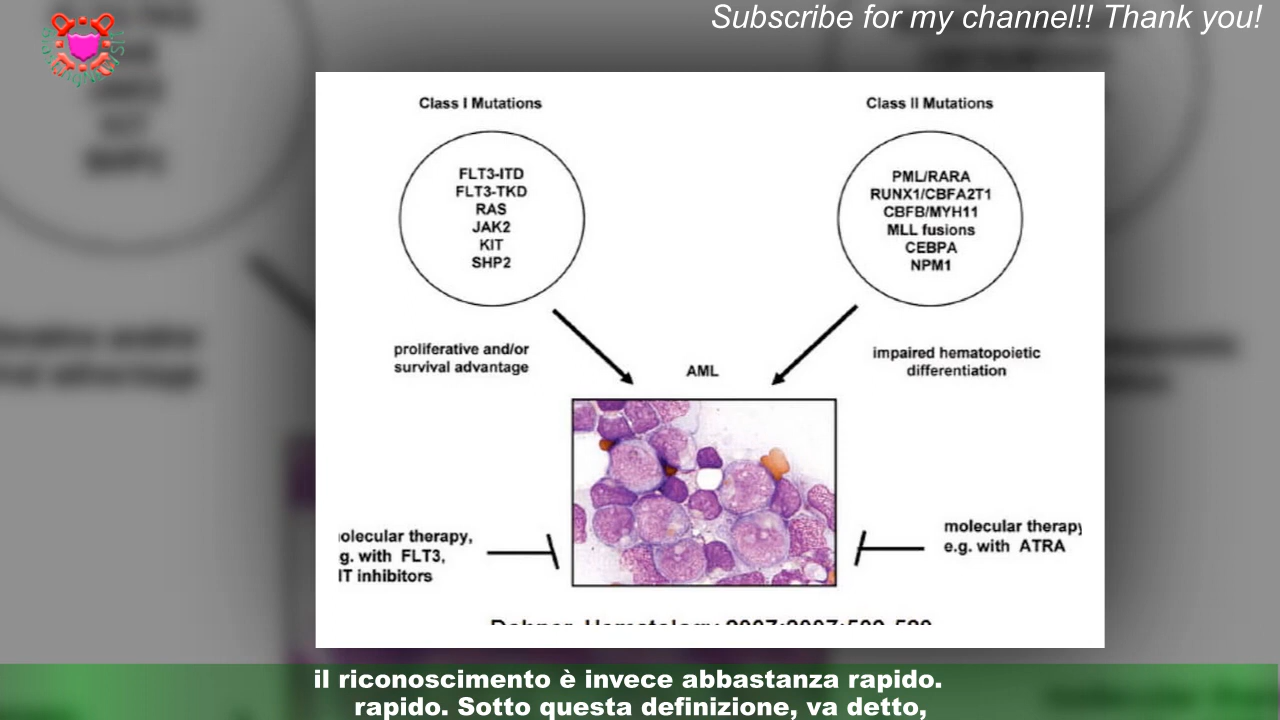 Subscribe for my channel!! Thank you!
Class I Mutations
FLT3-ITD
FLT3-TKD
RAS
JAK2
KIT
SHP2
proliferative and/or
survival advantage
Class II Mutations
PML/RARA
RUNX1/CBFA2T1
CBFB/MYH11
MLL fusions
CEBPA
NPM1
impaired hematopoietic
differentiation
AML
olecular therapy,
g. with FLT3,
IT inhibitors
molecular therapy
e.g. with ATRA
il riconoscimento è invece abbastanza rapido.
rapido. Sotto questa definizione, va detto,